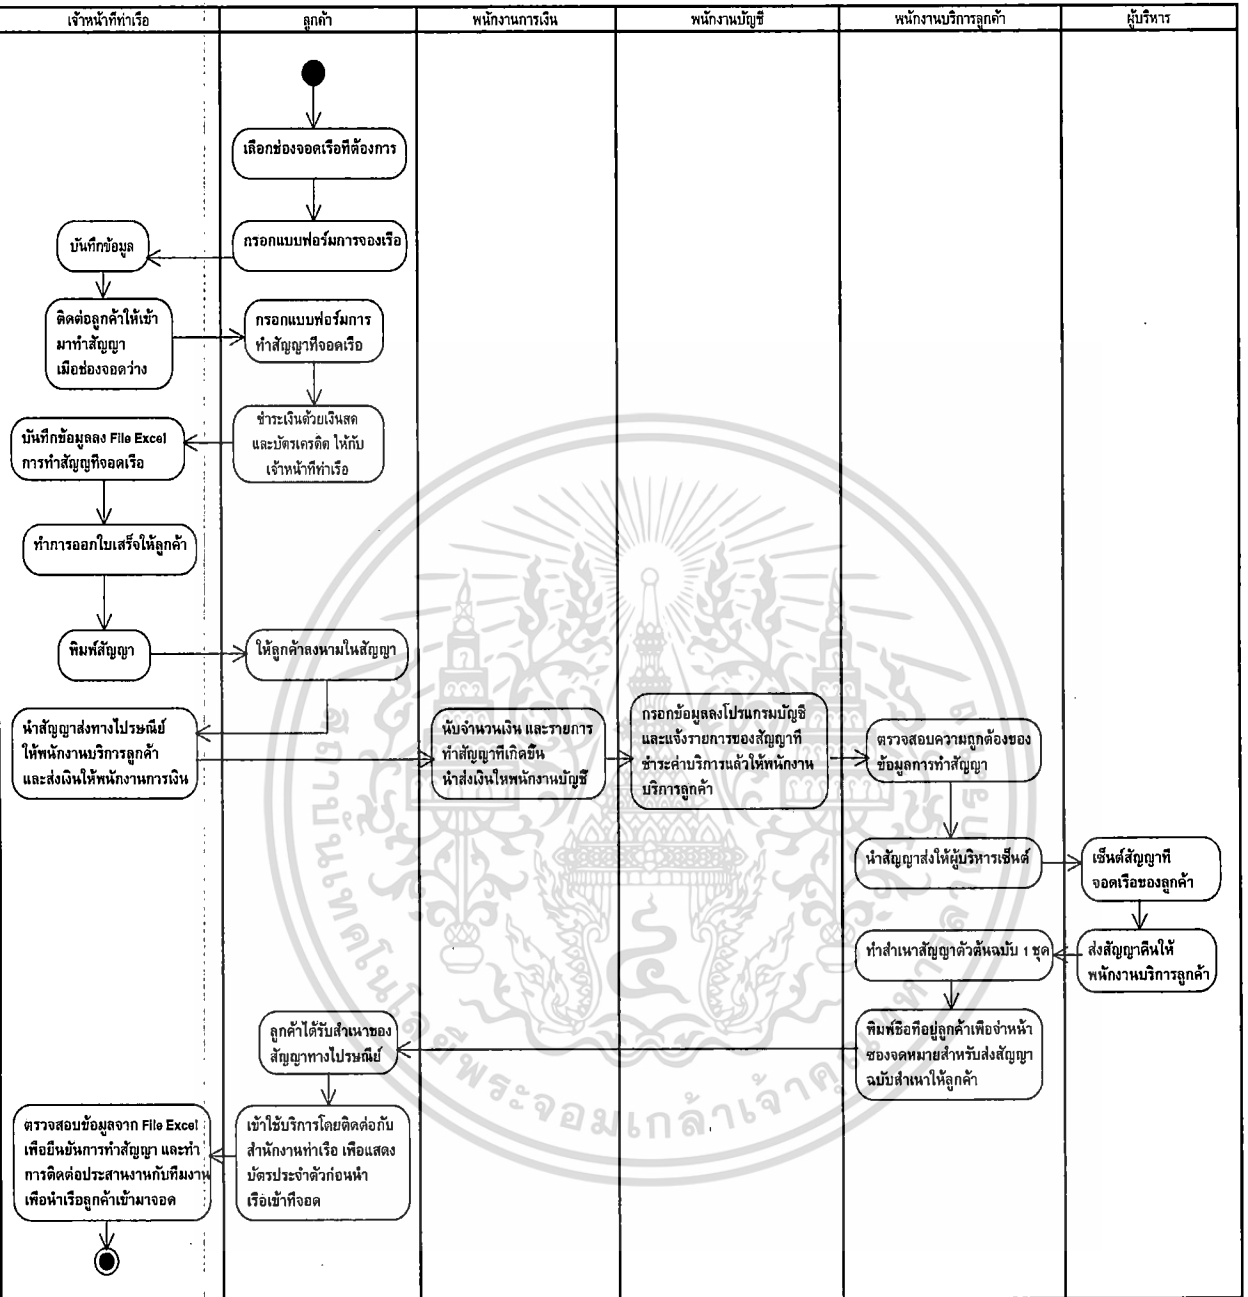 เจ้าหน้าที่ท่าเรือ
ลูกค้า
พนักงานการเงิน
พนักงานบัญชี
พนักงานบริการลูกค้า
ผู้บริหาร
เลือกช่องจอดเรือที่ต้องการ
กรอกแบบฟอร์มการจองเรือ
บันทึกข้อมูล
ติดต่อลูกค้าให้เข้า
มาทำสัญญา
เมื่อช่องจอดว่าง
กรอกแบบฟอร์มการ
ทำสัญญาที่จอดเรือ
ชำระเงินด้วยเงินสด
และบัตรเครดิต ให้กับ
เจ้าหน้าที่ท่าเรือ
บันทึกข้อมูลลง File Excel
การทำสัญญที่จอดเรือ
ทำการออกใบเสร็จให้ลูกค้า
พิมพ์สัญญา
ให้ลูกค้าลงนามในสัญญา
นำสัญญาส่งทางไปรษณีย์
ให้พนักงานบริการลูกค้า
และส่งเงินให้พนักงานการเงิน
นับจำนวนเงิน และรายการ
ทำสัญญาที่เกิดขึ้น
นำส่งเงินให้พนักงานบัญชี
กรอกข้อมูลลงโปรแกรมบัญชี
และแจ้งรายการของสัญญาที่
ชำระค่าบริการแล้วให้พนักงาน
บริการลูกค้า
ตรวจสอบความถูกต้องของ
ข้อมูลการทำสัญญา
นำสัญญาส่งให้ผู้บริหารเซ็นต์
เซ็นต์สัญญาที่
จอดเรือของลูกค้า
ส่งสัญญาคืนให้
พนักงานบริการลูกค้า
ทำสำเนาสัญญาตัวต้นฉบับ 1 ชุด
พิมพ์ชื่อที่อยู่ลูกค้าเพื่อจ่าหน้า
ซองจดหมายสำหรับส่งสัญญา
ฉบับสำเนาให้ลูกค้า
ลูกค้าได้รับสำเนาของ
สัญญาทางไปรษณีย์
เข้าใช้บริการโดยติดต่อกับ
สำนักงานท่าเรือ เพื่อแสดง
บัตรประจำตัวก่อนนำ
เรือเข้าที่จอด
ตรวจสอบข้อมูลจาก File Excel
เพื่อยืนยันการทำสัญญา และทำ
การติดต่อประสานงานกับทีมงาน
เพื่อนำเรือลูกค้าเข้ามาจอด
สถาบันเทคโนโลยีพระจอมเกล้าเจ้าคุณทหารลาดกระบัง